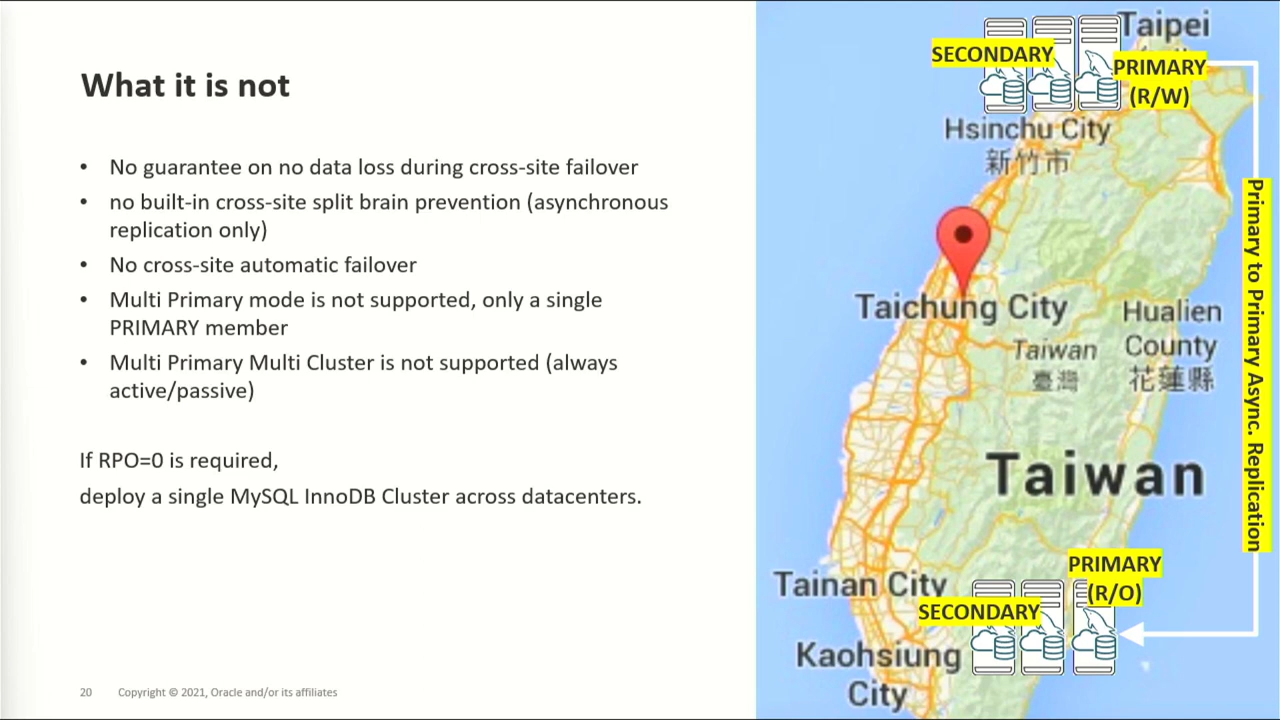 What it is not
• No guarantee on no data loss during cross-site failover
• no built-in cross-site split brain prevention (asynchronous
replication only)
• No cross-site automatic failover
• Multi Primary mode is not supported, only a single
PRIMARY member
• Multi Primary Multi Cluster is not supported (always
active/passive)
If RPO=0 is required,
deploy a single MySQL InnoDB Cluster across datacenters.
20 Copyright © 2021, Oracle and/or its affiliates
Taipei
SECONDARY
PRIMARY
(R/W)
Hsinchu City
新竹市
Primary to Primary Async. Replication
Taichung City
Hualien
County
花蓮縣
Taiwan
臺灣
Taiwan
PRIMARY
(R/O)
Tainan City
SECONDARY
Kaohsiung
City